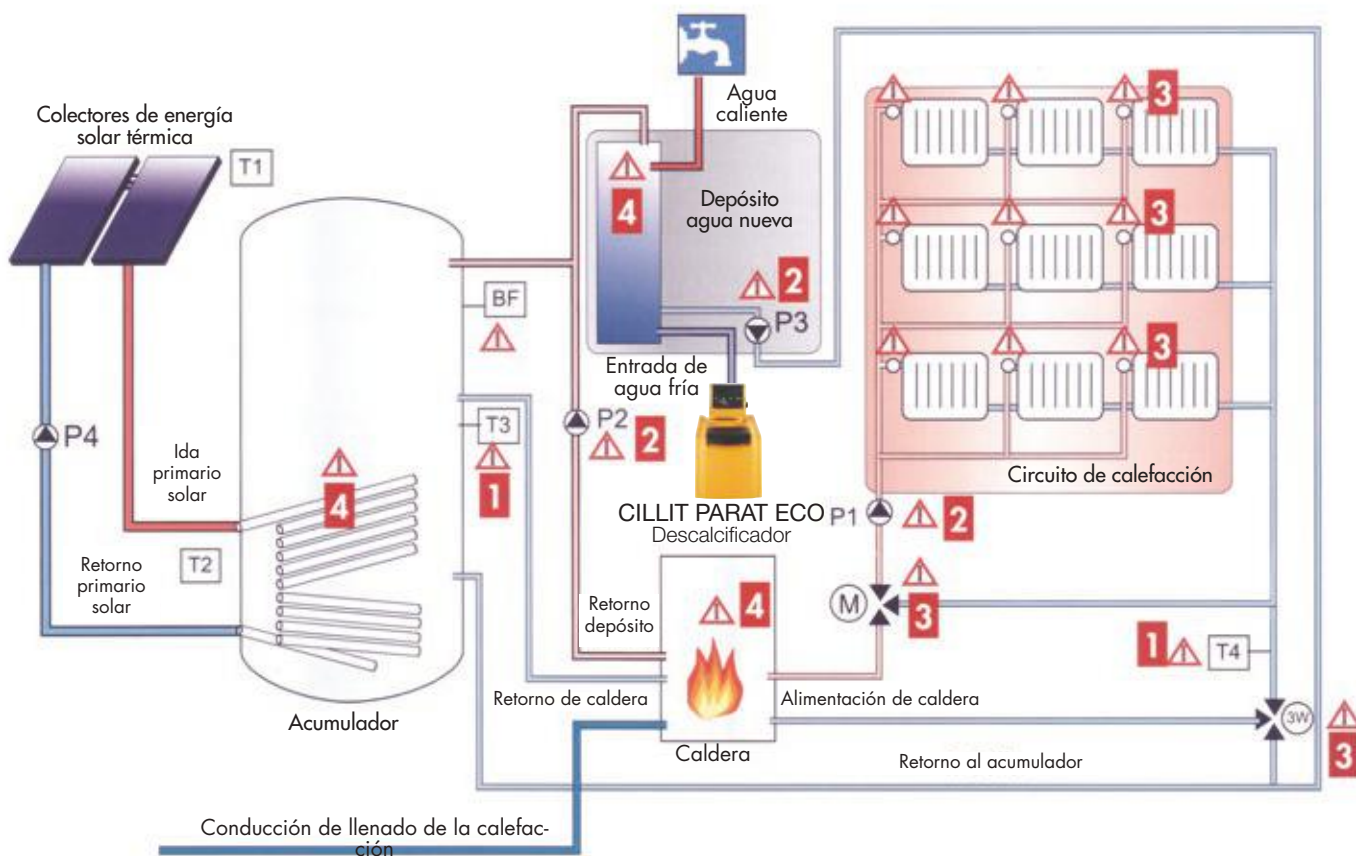 Colectores de energía
solar térmica
T1
Agua
caliente
4
Depósito
agua nueva
2
P3
3
3
3
Circuito de calefacción
BF
T3
1
P2
2
Entrada de
agua fría
CILLIT PARAT ECO
Descalcificador
P1
2
P4
Ida
primario
solar
4
T2
Retorno
primario
solar
Acumulador
Retorno
depósito
4
M
3
1
T4
3W
3
Retorno de caldera
Alimentación de caldera
Caldera
Retorno al acumulador
Conducción de llenado de la calefac-
ción